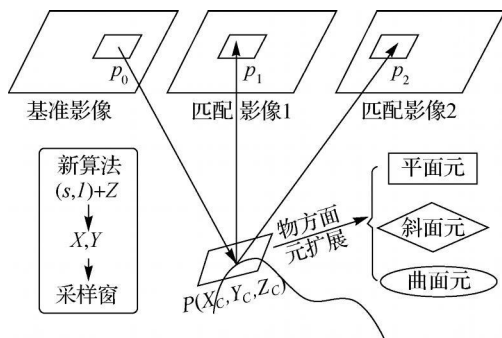 p0 p1 p2
基准影像 匹配影像1 匹配影像2
新算法
(s,l)+Z
X,Y
采样窗
物方面
元扩展
P(XC,YC,ZC)
平面元
斜面元
曲面元